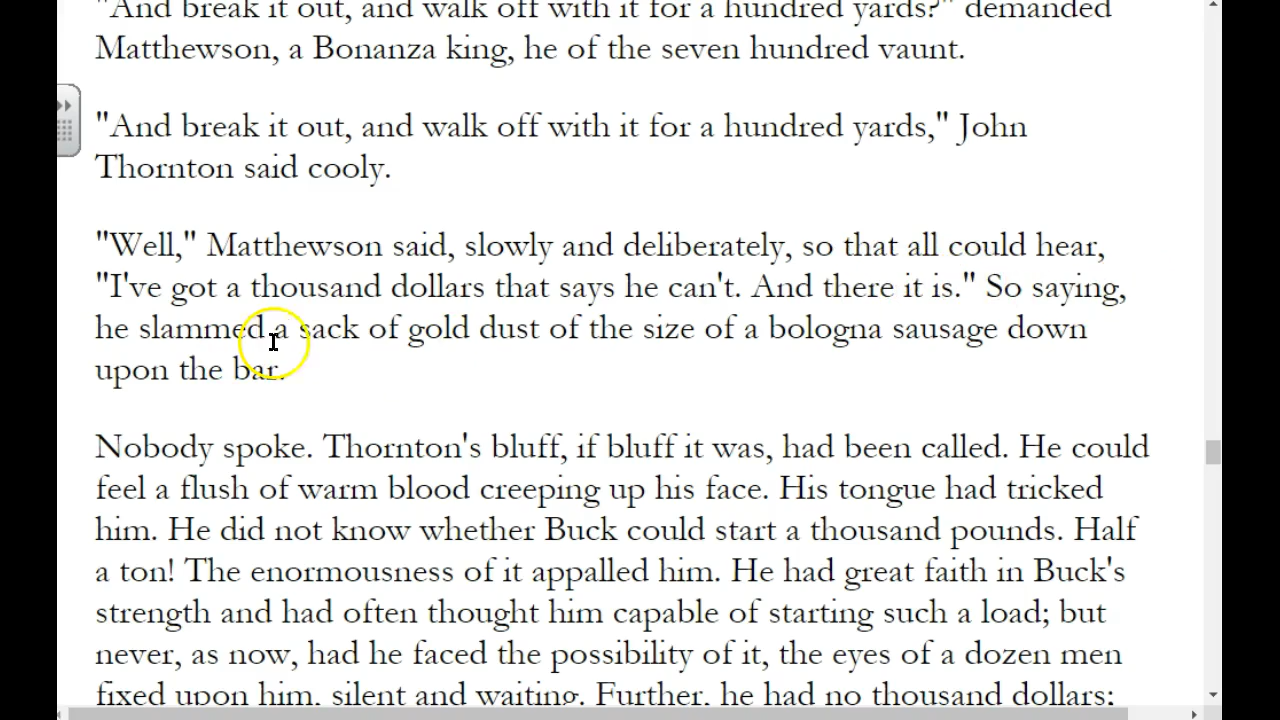 "And break it out, and walk off with it for a hundred yards?" demanded
Matthewson, a Bonanza king, he of the seven hundred vaunt.
"And break it out, and walk off with it for a hundred yards," John
Thornton said cooly.
"Well," Matthewson said, slowly and deliberately, so that all could hear,
"I've got a thousand dollars that says he can't. And there it is." So saying,
he slammed a sack of gold dust of the size of a bologna sausage down
upon the bar.
Nobody spoke. Thornton's bluff, if bluff it was, had been called. He could
feel a flush of warm blood creeping up his face. His tongue had tricked
him. He did not know whether Buck could start a thousand pounds. Half
a ton! The enormousness of it appalled him. He had great faith in Buck's
strength and had often thought him capable of starting such a load; but
never, as now, had he faced the possibility of it, the eyes of a dozen men
fixed upon him, silent and waiting. Further, he had no thousand dollars;